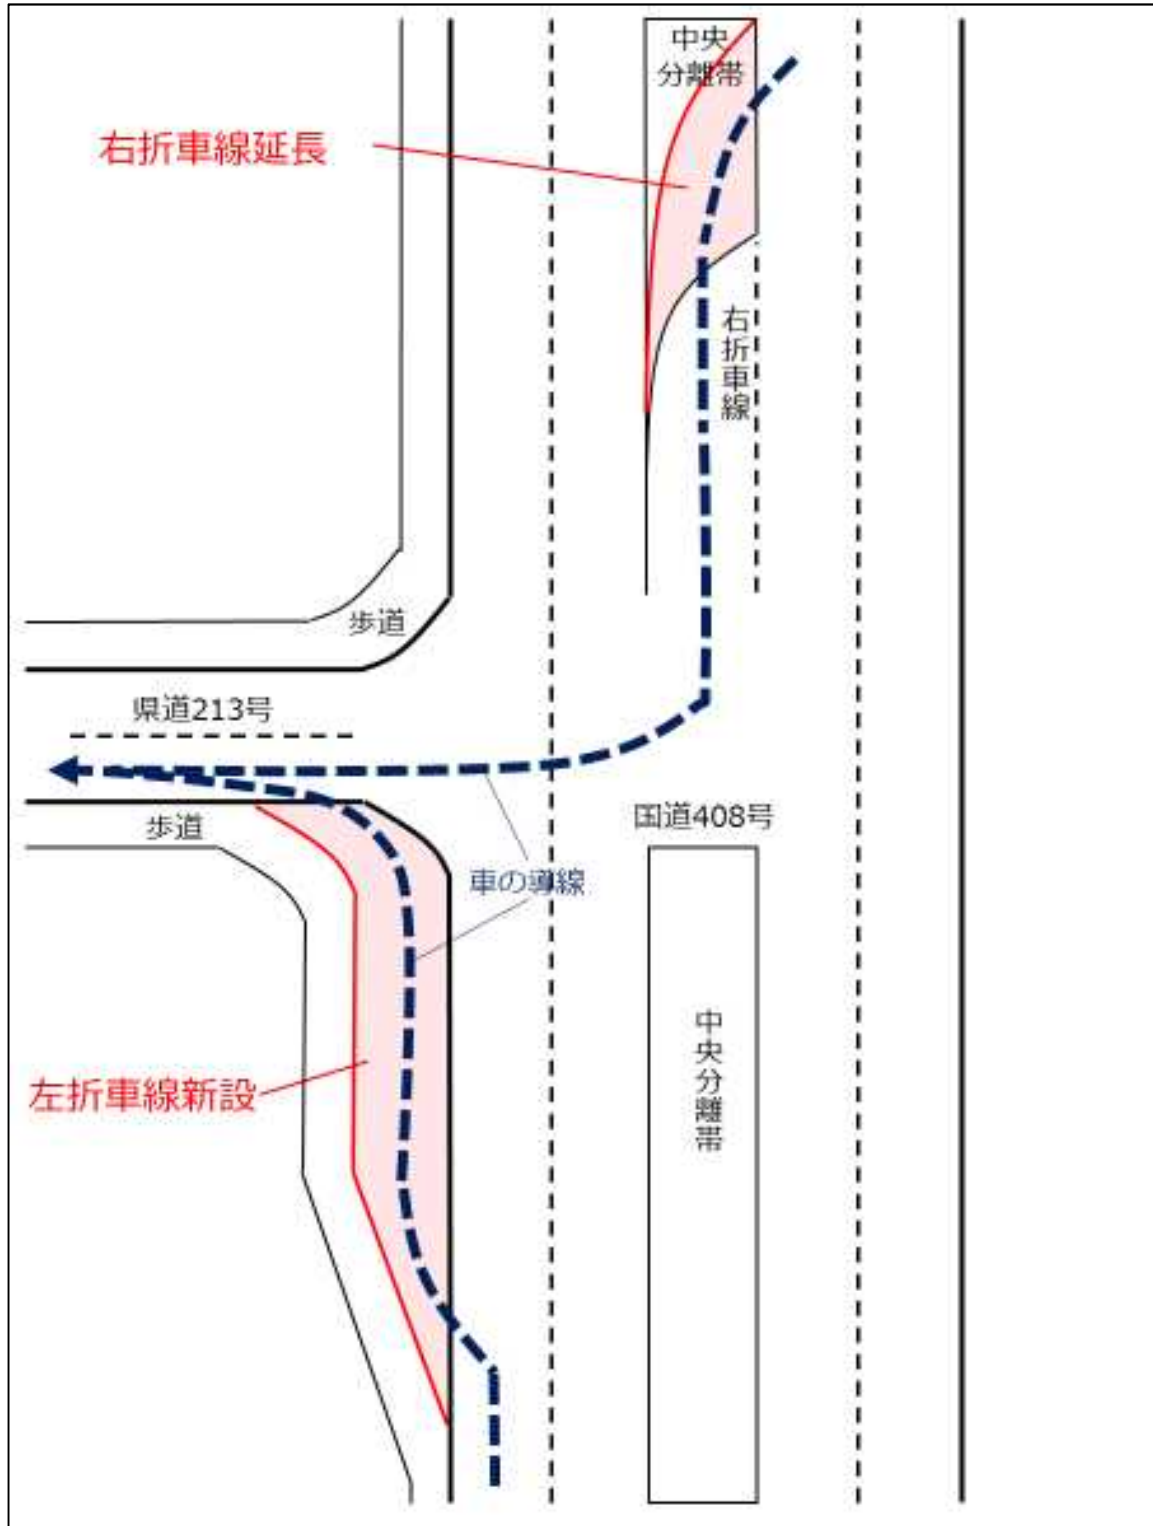 中央
分離帯
右折車線延長
右折車線
歩道
県道213号
国道408号
歩道
車の導線
中央分離帯
左折車線新設